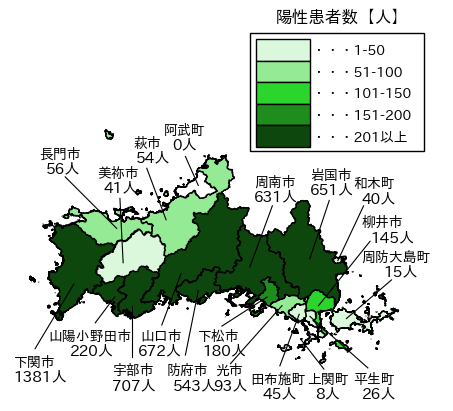 陽性患者数【人】
・・・1-50
・・・51-100
・・・101-150
・・・151-200
・・・201以上
阿武町
0人
萩市
54人
長門市
56人
美祢市
41人
周南市
631人
岩国市
651人
和木町
40人
柳井市
145人
周防大島町
15人
山陽小野田市
220人
下関市
1381人
宇部市
707人
山口市
672人
防府市
543人
下松市
180人
光市
93人
田布施町
45人
上関町
8人
平生町
26人